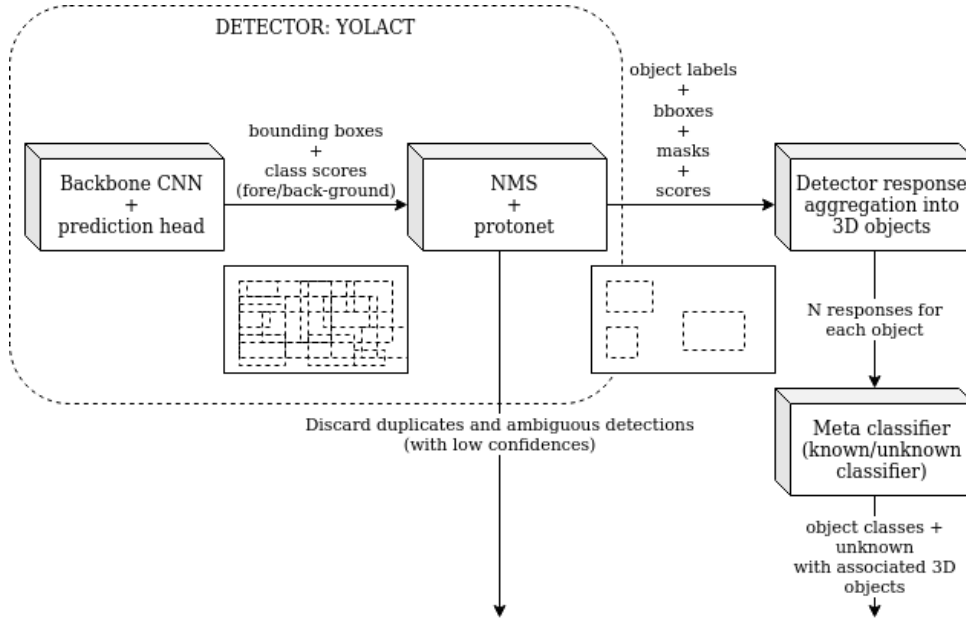 DETECTOR: YOLACT
Backbone CNN
+
prediction head
bounding boxes
+
class scores
(fore/back-ground)
NMS
+
protonet
object labels
+
bboxes
+
masks
+
scores
Detector response
aggregation into
3D objects
N responses for
each object
Discard duplicates and ambiguous detections
(with low confidences)
Meta classifier
(known/unknown
classifier)
object classes +
unknown
with associated 3D
objects